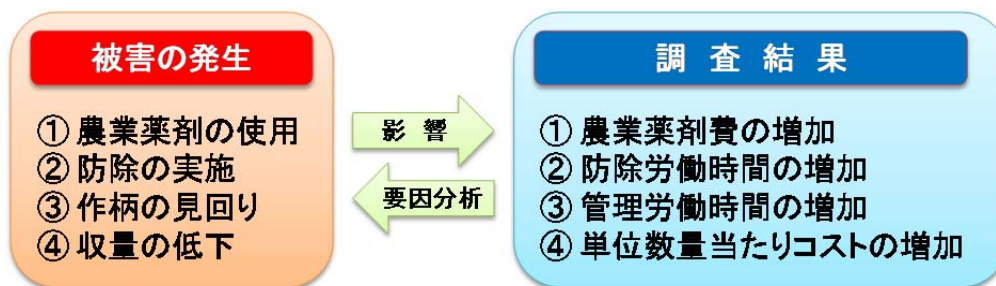 被害の発生
① 農業薬剤の使用
② 防除の実施
③ 作柄の見回り
④ 収量の低下
影 響
要因分析
調 査 結 果
① 農業薬剤費の増加
② 防除労働時間の増加
③ 管理労働時間の増加
④ 単位数量当たりコストの増加